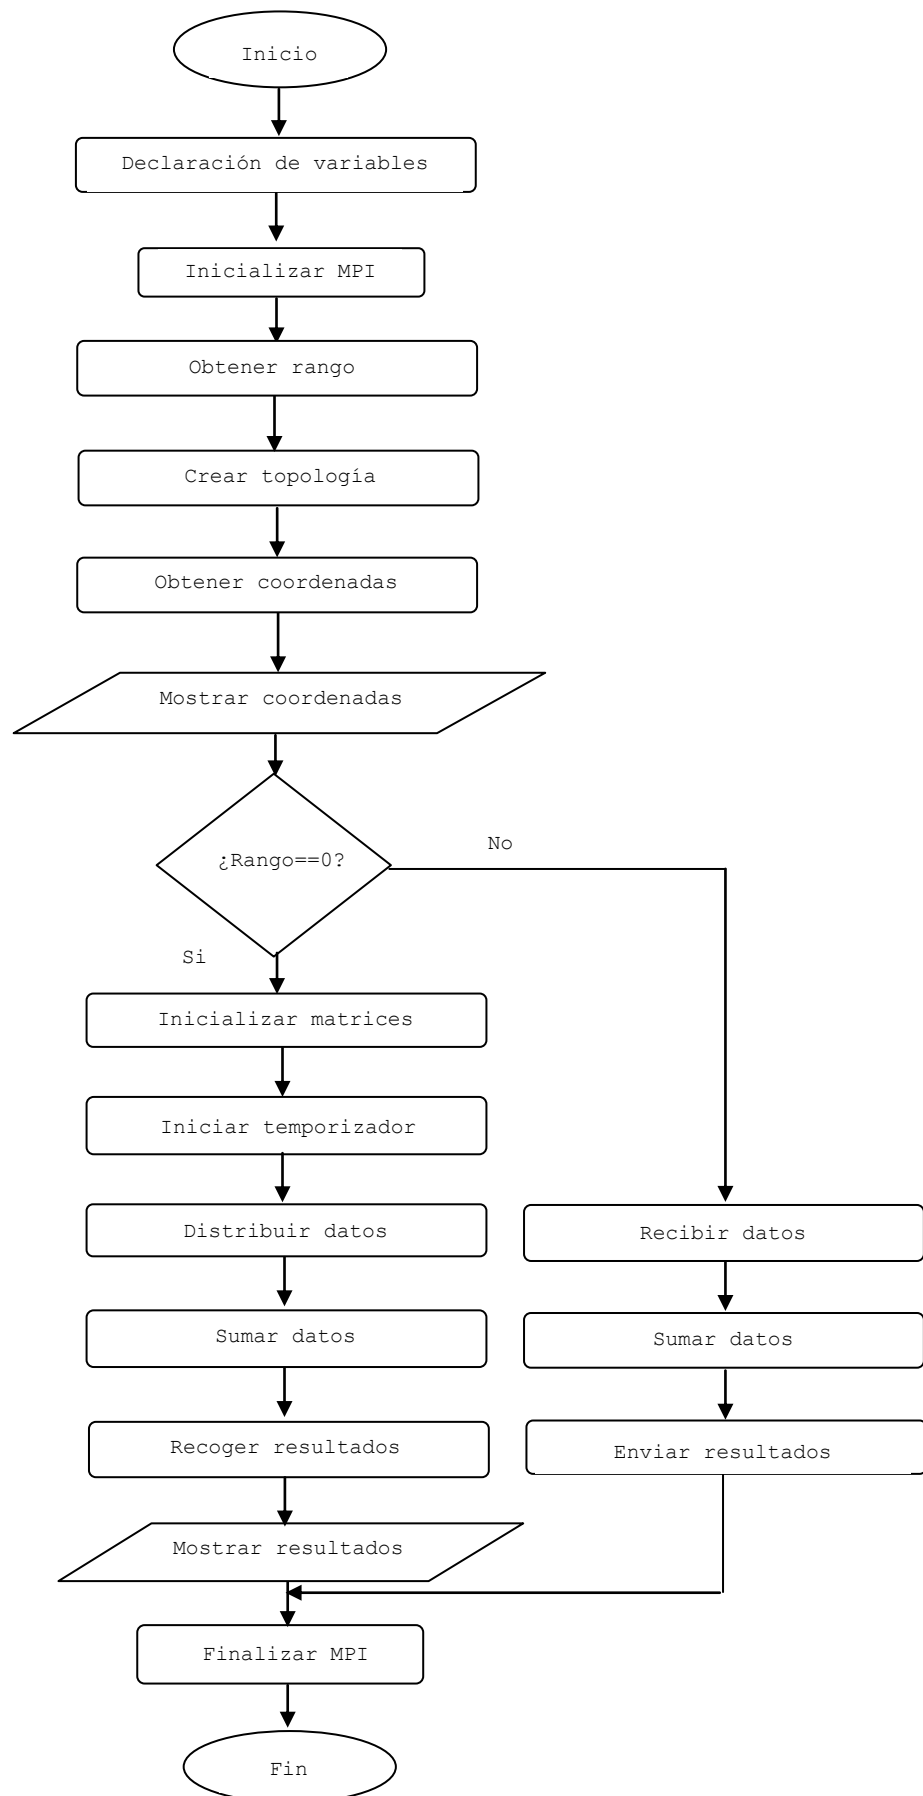 Inicio
Declaración de variables
Inicializar MPI
Obtener rango
Crear topología
Obtener coordenadas
Mostrar coordenadas
¿Rango==0?
No
Si
Inicializar matrices
Iniciar temporizador
Distribuir datos
Sumar datos
Recoger resultados
Mostrar resultados
Recibir datos
Sumar datos
Enviar resultados
Finalizar MPI
Fin